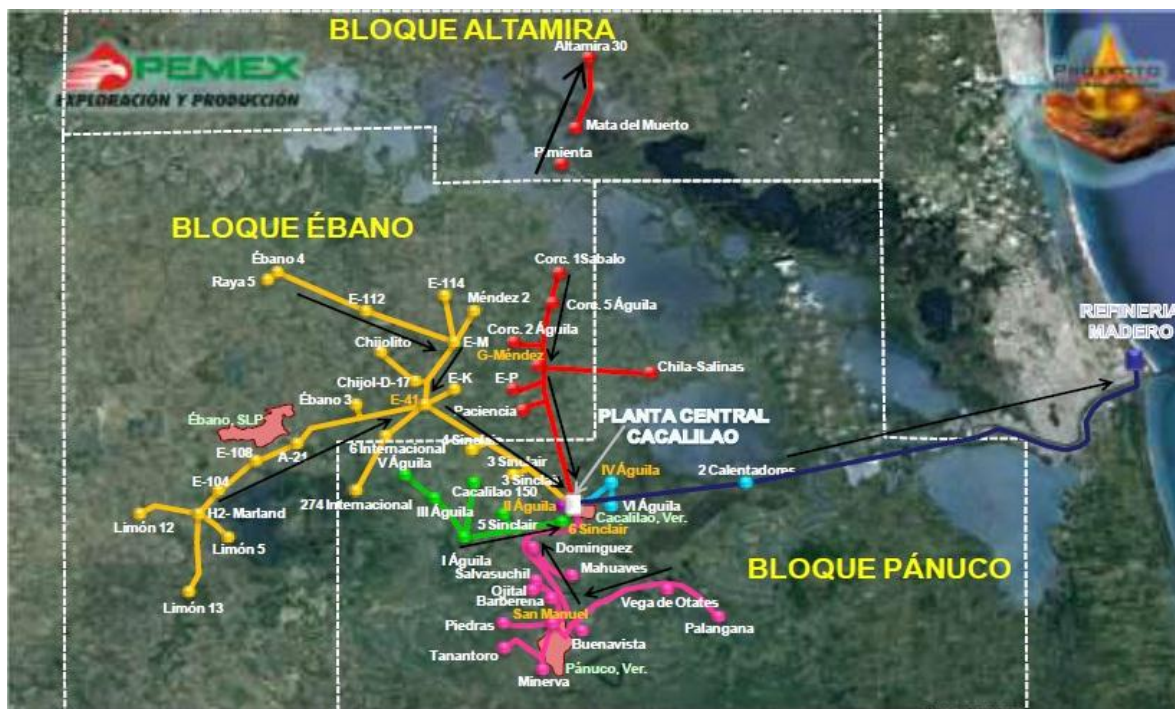 BLOQUE ALTAMIRA
Altamira 30
PEMEX
EXPLORACIÓN Y PRODUCCIÓN
PROYECTO
Mata del Muerto
Pimienta
BLOQUE ÉBANO
Ébano 4
Raya 5
E-112
E-114
Méndez 2
Corc. 1Sabalo
Corc. 5 Águila
Corc. 2 Águila
G-Méndez
REFINERIA
MADERO
Chijolito
E-M
Chijol-D-17
E-K
E-P
Chila-Salinas
Ébano 3
E-41
Paciencia
PLANTA CENTRAL
CACALILAO
Ébano, SLP
E-108
A-21
6 Internacional
4 Sinclair
V Águila
3 Sinclair
3 Sinclair
IV Águila
2 Calentadores
E-104
274 Internacional
Cacalilao 150
III Águila
II Águila
VI Águila
Limón 12
H2- Marland
5 Sinclair
Cacalilao, Ver.
6 Sinclair
Limón 5
I Águila
Dominguez
Salvasuchil
Mahuaves
BLOQUE PÁNUCO
Ojital
Barberena
Vega de Otates
Limón 13
San Manuel
Piedras
Buenavista
Palangana
Tanantoro
Pánuco, Ver.
Minerva